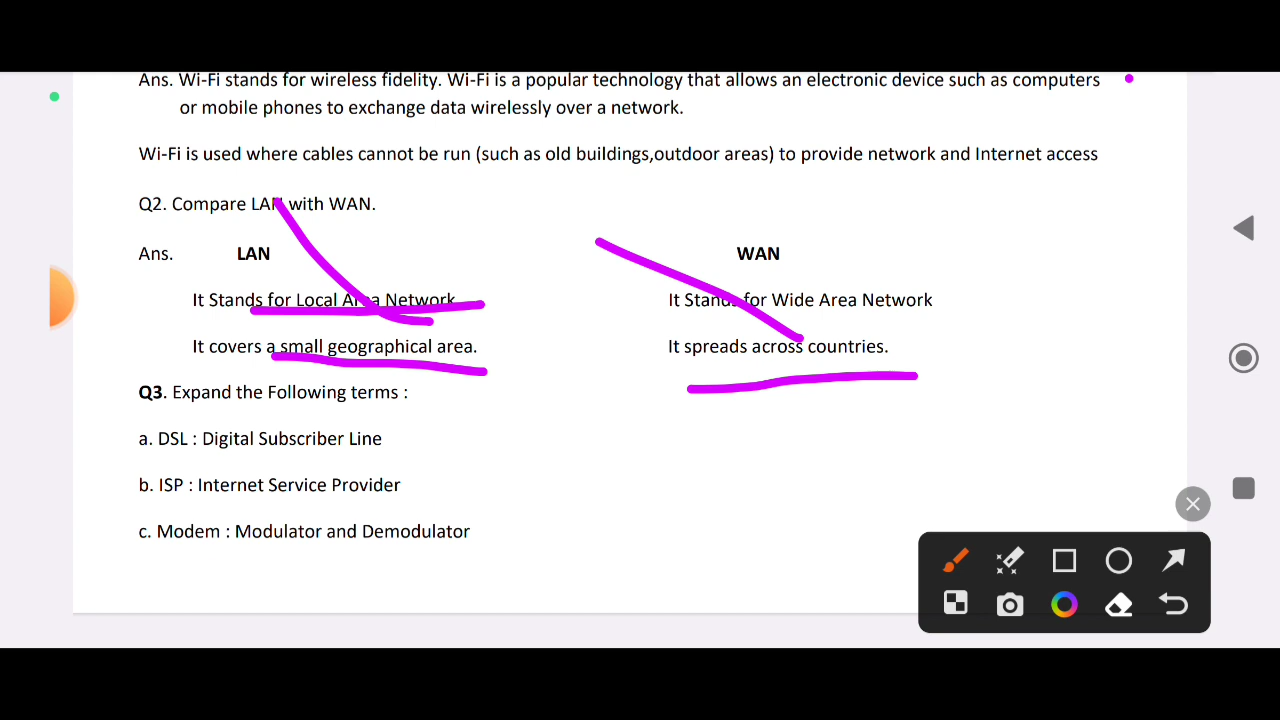 Ans. Wi-Fi stands for wireless fidelity. Wi-Fi is a popular technology that allows an electronic device such as computers
or mobile phones to exchange data wirelessly over a network.
Wi-Fi is used where cables cannot be run (such as old buildings,outdoor areas) to provide network and Internet access
Q2. Compare LAN with WAN.
Ans. LAN WAN
It Stands for Local Area Network It Stands for Wide Area Network
It covers a small geographical area. It spreads across countries.
Q3. Expand the Following terms :
a. DSL : Digital Subscriber Line
b. ISP : Internet Service Provider
c. Modem : Modulator and Demodulator